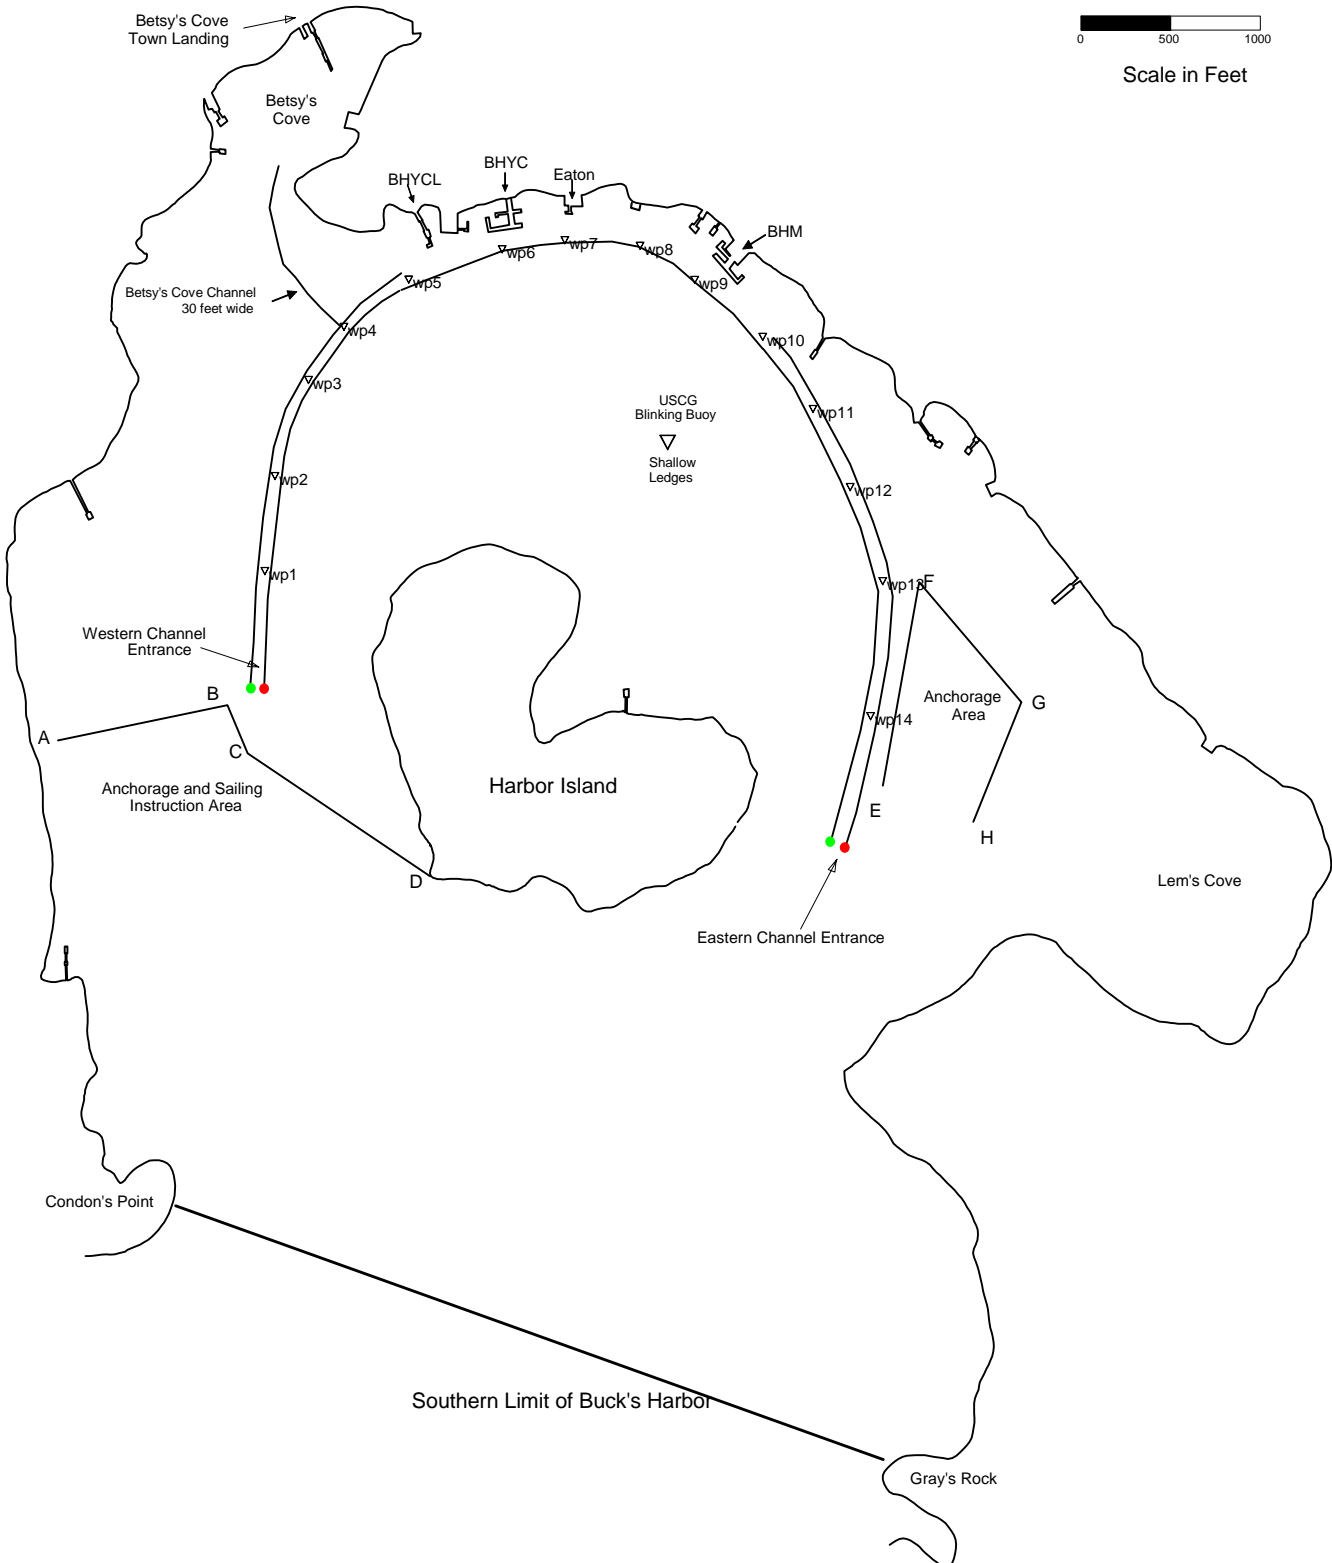 Betsy's Cove
Town Landing
0 500 1000
Scale in Feet
Betsy's
Cove
BHYC
BHYCL
Eaton
BHM
wp6
wp7
wp8
wp5
wp9
Betsy's Cove Channel
30 feet wide
wp4
wp10
wp3
USCG
Blinking Buoy
wp11
Shallow
Ledges
wp2
wp12
wp1
wp13
F
Western Channel
Entrance
B
Anchorage
Area
G
wp14
A
C
Anchorage and Sailing
Instruction Area
Harbor Island
E
H
D
Lem's Cove
Eastern Channel Entrance
Condon's Point
Southern Limit of Buck's Harbor
Gray's Rock